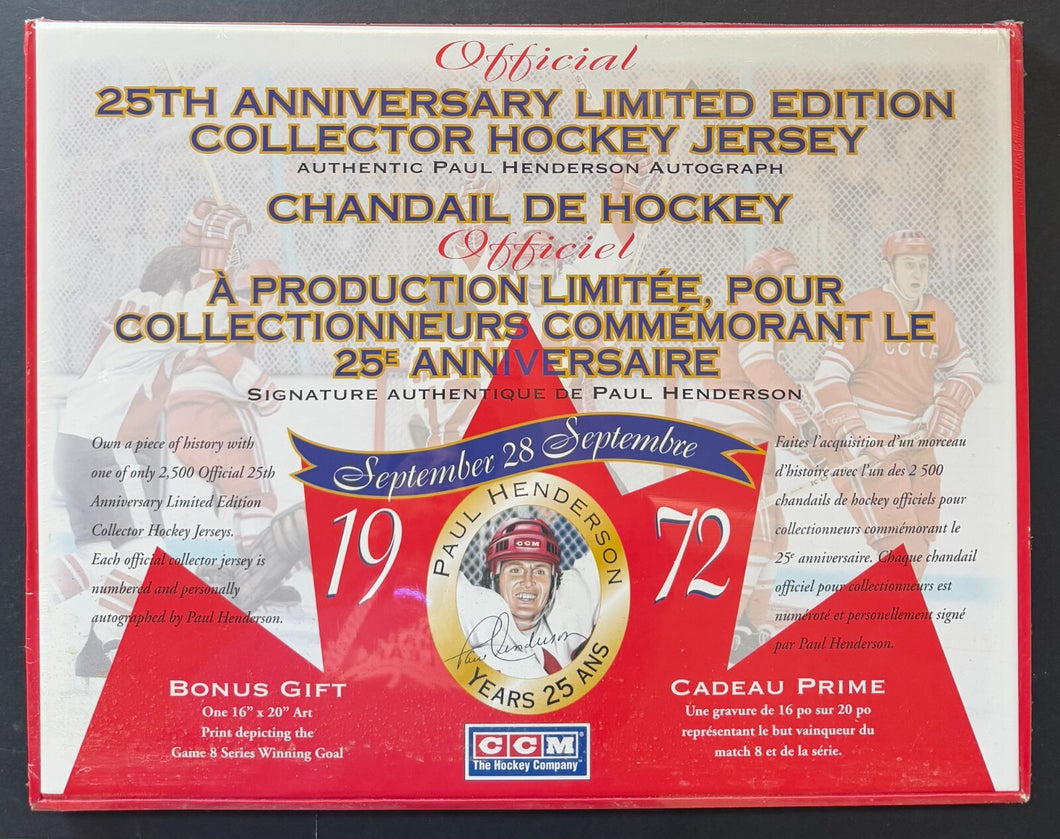 Official
25TH ANNIVERSARY LIMITED EDITION
COLLECTOR HOCKEY JERSEY
AUTHENTIC PAUL HENDERSON AUTOGRAPH
CHANDAIL DE HOCKEY
Officiel
À PRODUCTION LIMITÉE, POUR
COLLECTIONNEURS COMMÉMORANT LE
25E ANNIVERSAIRE
SIGNATURE AUTHENTIQUE DE PAUL HENDERSON
Own a piece of history with
one of only 2,500 Official 25th
Anniversary Limited Edition
Collector Hockey Jerseys.
Each official collector jersey is
numbered and personally
autographed by Paul Henderson.
September 28 Septembre
1972
PAUL HENDERSON
CCM
Paul Henderson
YEARS 25 ANS
Faites l'acquisition d'un morceau
d'histoire avec l'un des 2 500
chandails de hockey officiels pour
collectionneurs commémorant le
25e anniversaire. Chaque chandail
officiel pour collectionneurs est
numéroté et personellement signé
par Paul Henderson.
CCCP
BONUS GIFT
One 16" x 20" Art
Print depicting the
Game 8 Series Winning Goal
CADEAU PRIME
Une gravure de 16 po sur 20 po
représentant le but vainqueur du
match 8 et de la série.
CCM
The Hockey Company™